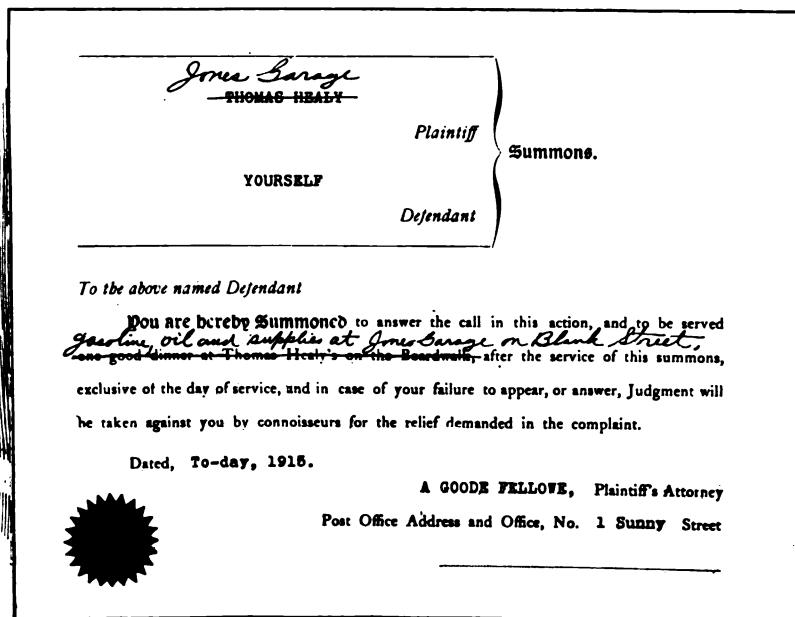 Jones Garage
THOMAS HEALY
Plaintiff
Summons.
YOURSELF
Defendant
To the above named Defendant
You are hereby Summoned to answer the call in this action, and to be served
gasoline, oil and supplies at Jones Garage on Blank Street,
one good dinner at Thomas Healy's on the Boardwalk, after the service of this summons,
exclusive of the day of service, and in case of your failure to appear, or answer, Judgment will
be taken against you by connoisseurs for the relief demanded in the complaint.
Dated, To-day, 1915.
A GOODE FELLOWE, Plaintiff's Attorney
Post Office Address and Office, No. 1 Sunny Street